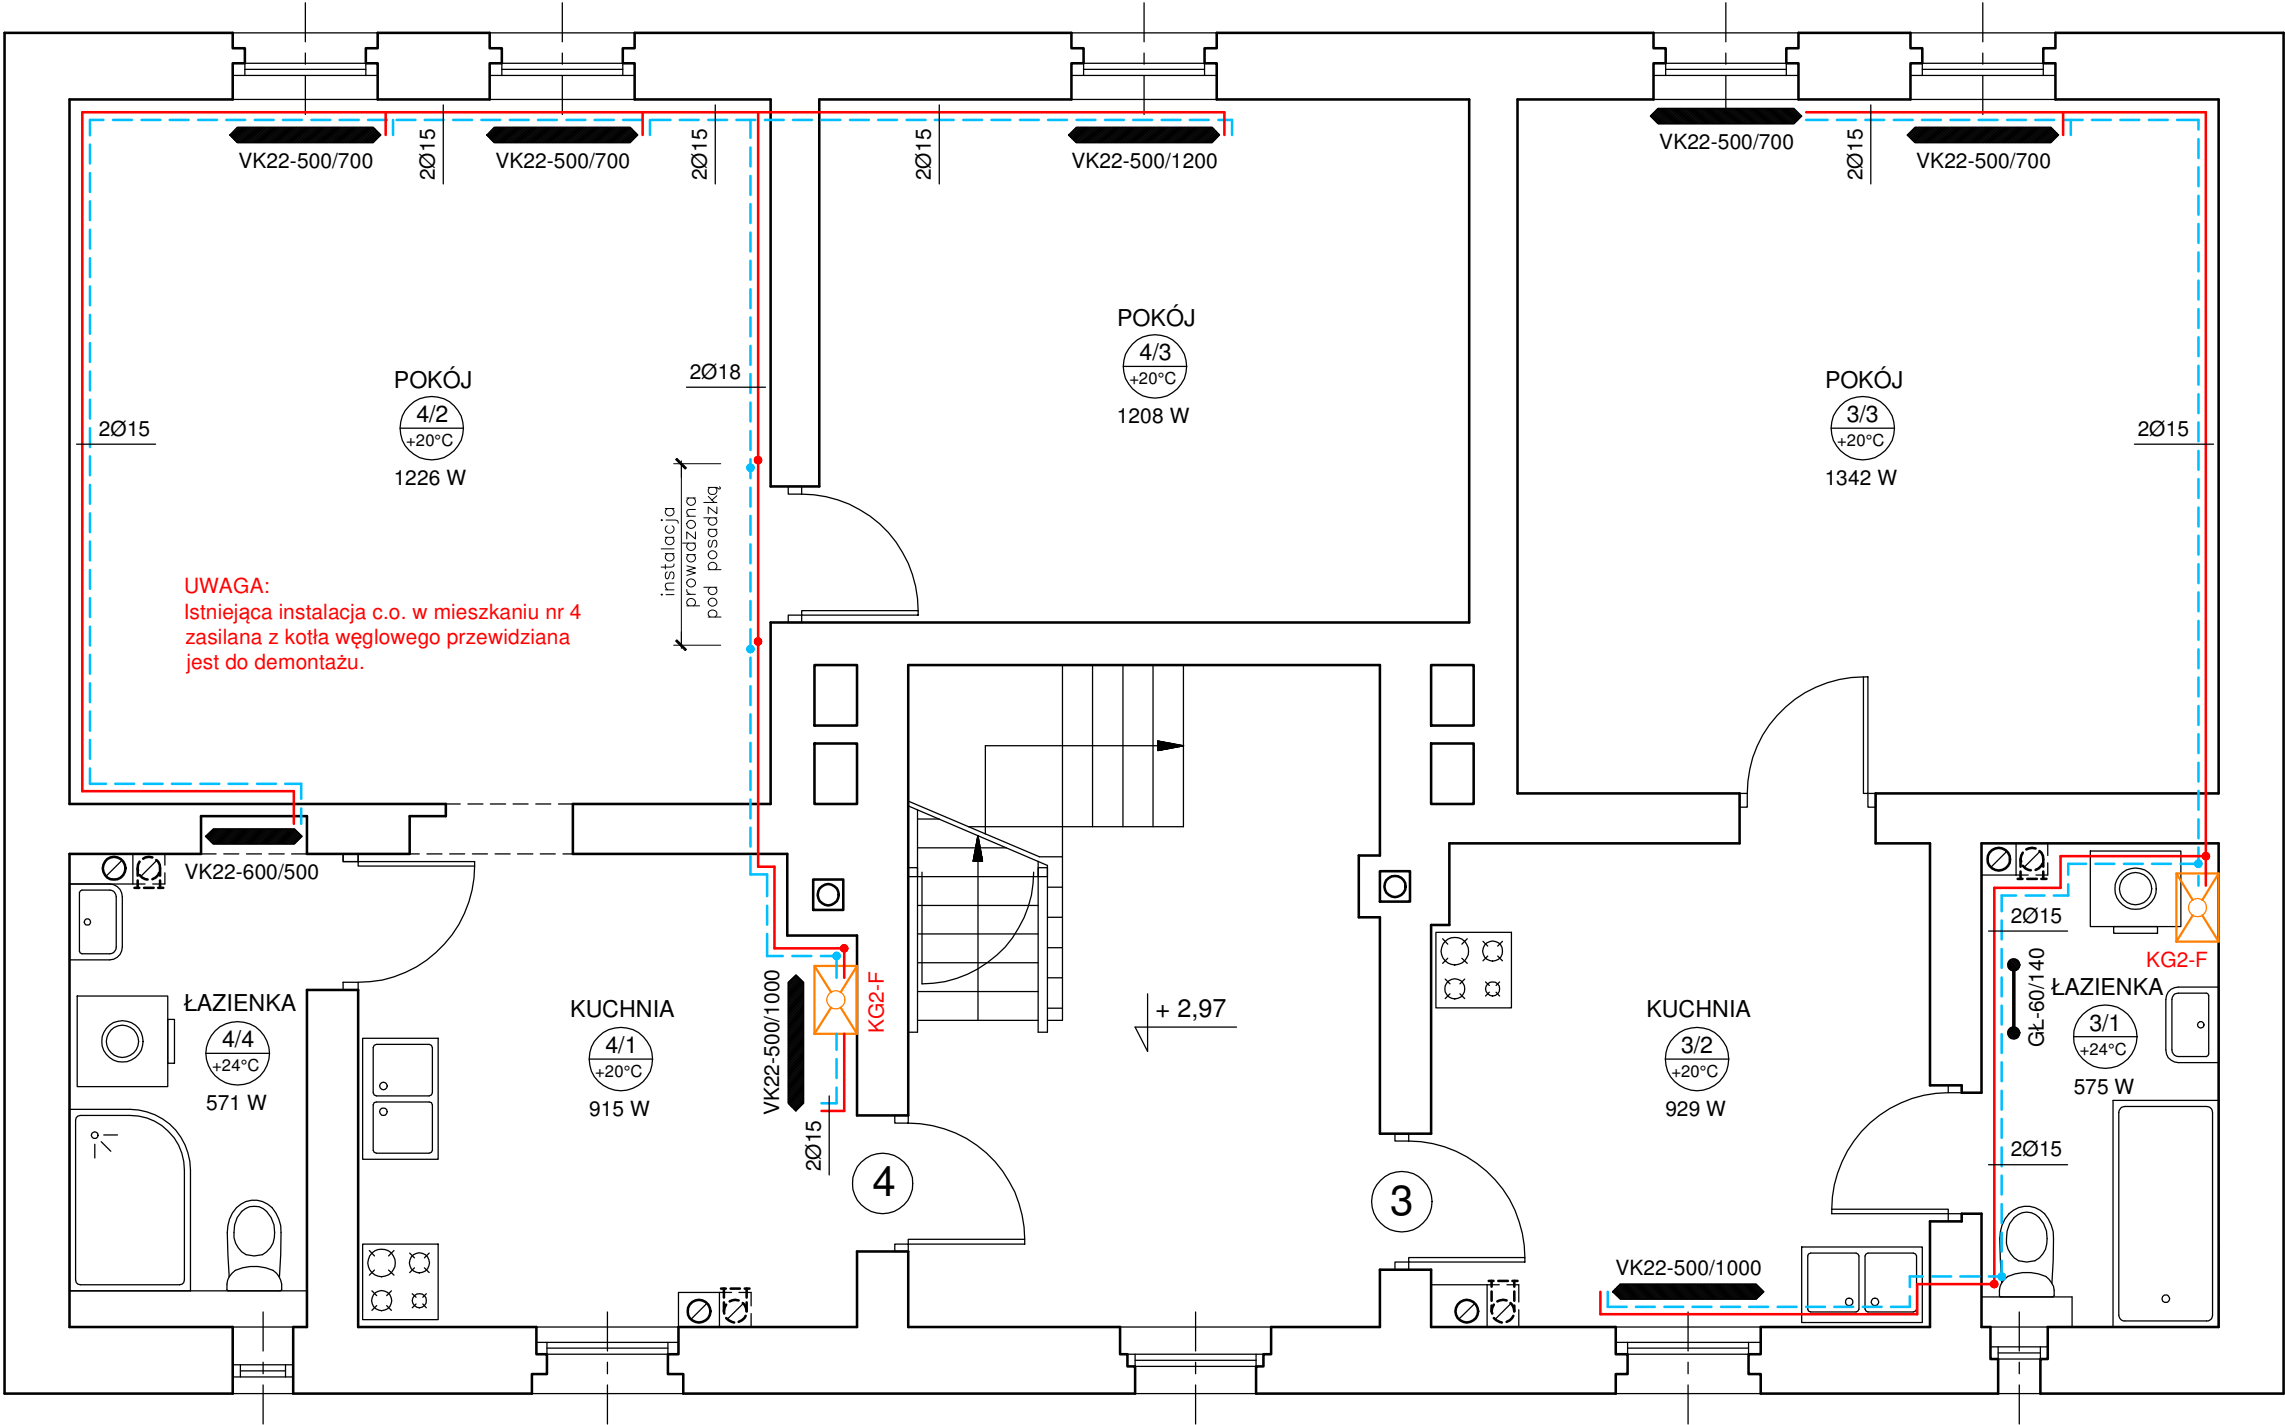 2Ø15
2Ø15
2Ø15
2Ø15
VK22-500/700
VK22-500/700
VK22-500/1200
VK22-500/700
VK22-500/700
POKÓJ
4/3
+20°C
1208 W
POKÓJ
4/2
+20°C
1226 W
2Ø18
2Ø15
POKÓJ
3/3
+20°C
1342 W
2Ø15
instalacja
prowadzona
pod posadzką
UWAGA:
Istniejąca instalacja c.o. w mieszkaniu nr 4
zasilana z kotła węglowego przewidziana
jest do demontażu.
VK22-600/500
ŁAZIENKA
4/4
+24°C
571 W
KUCHNIA
4/1
+20°C
915 W
VK22-500/1000
KG2-F
2Ø15
4
+ 2,97
3
KUCHNIA
3/2
+20°C
929 W
VK22-500/1000
2Ø15
KG2-F
GŁ-60/140
ŁAZIENKA
3/1
+24°C
575 W
2Ø15